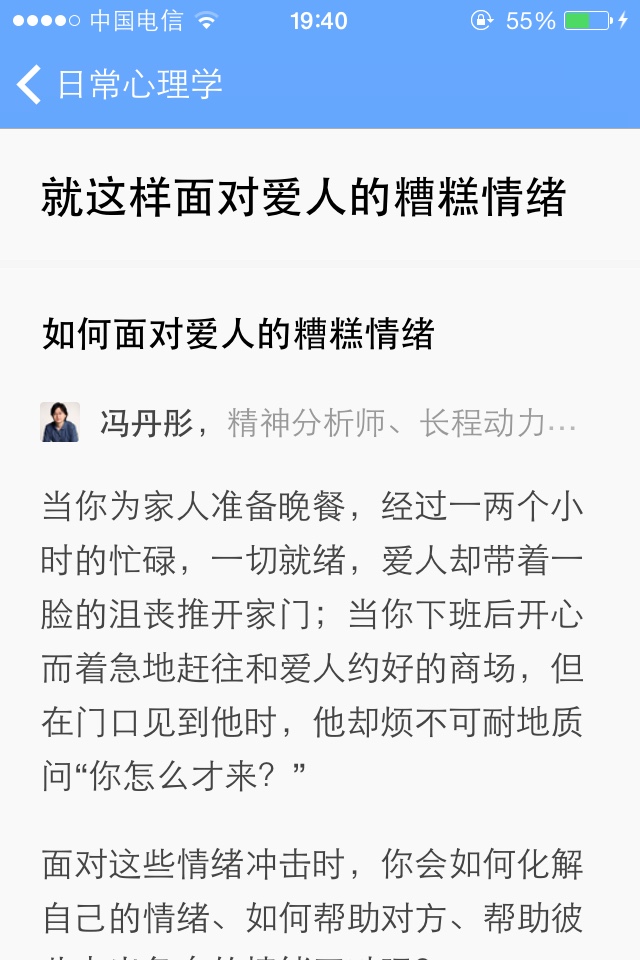 中国电信 19:40 55%
日常心理学
就这样面对爱人的糟糕情绪
如何面对爱人的糟糕情绪
冯丹彤，精神分析师、长程动力…
当你为家人准备晚餐，经过一两个小
时的忙碌，一切就绪，爱人却带着一
脸的沮丧推开家门；当你下班后开心
而着急地赶往和爱人约好的商场，但
在门口见到他时，他却烦不可耐地质
问“你怎么才来？”
面对这些情绪冲击时，你会如何化解
自己的情绪、如何帮助对方、帮助彼